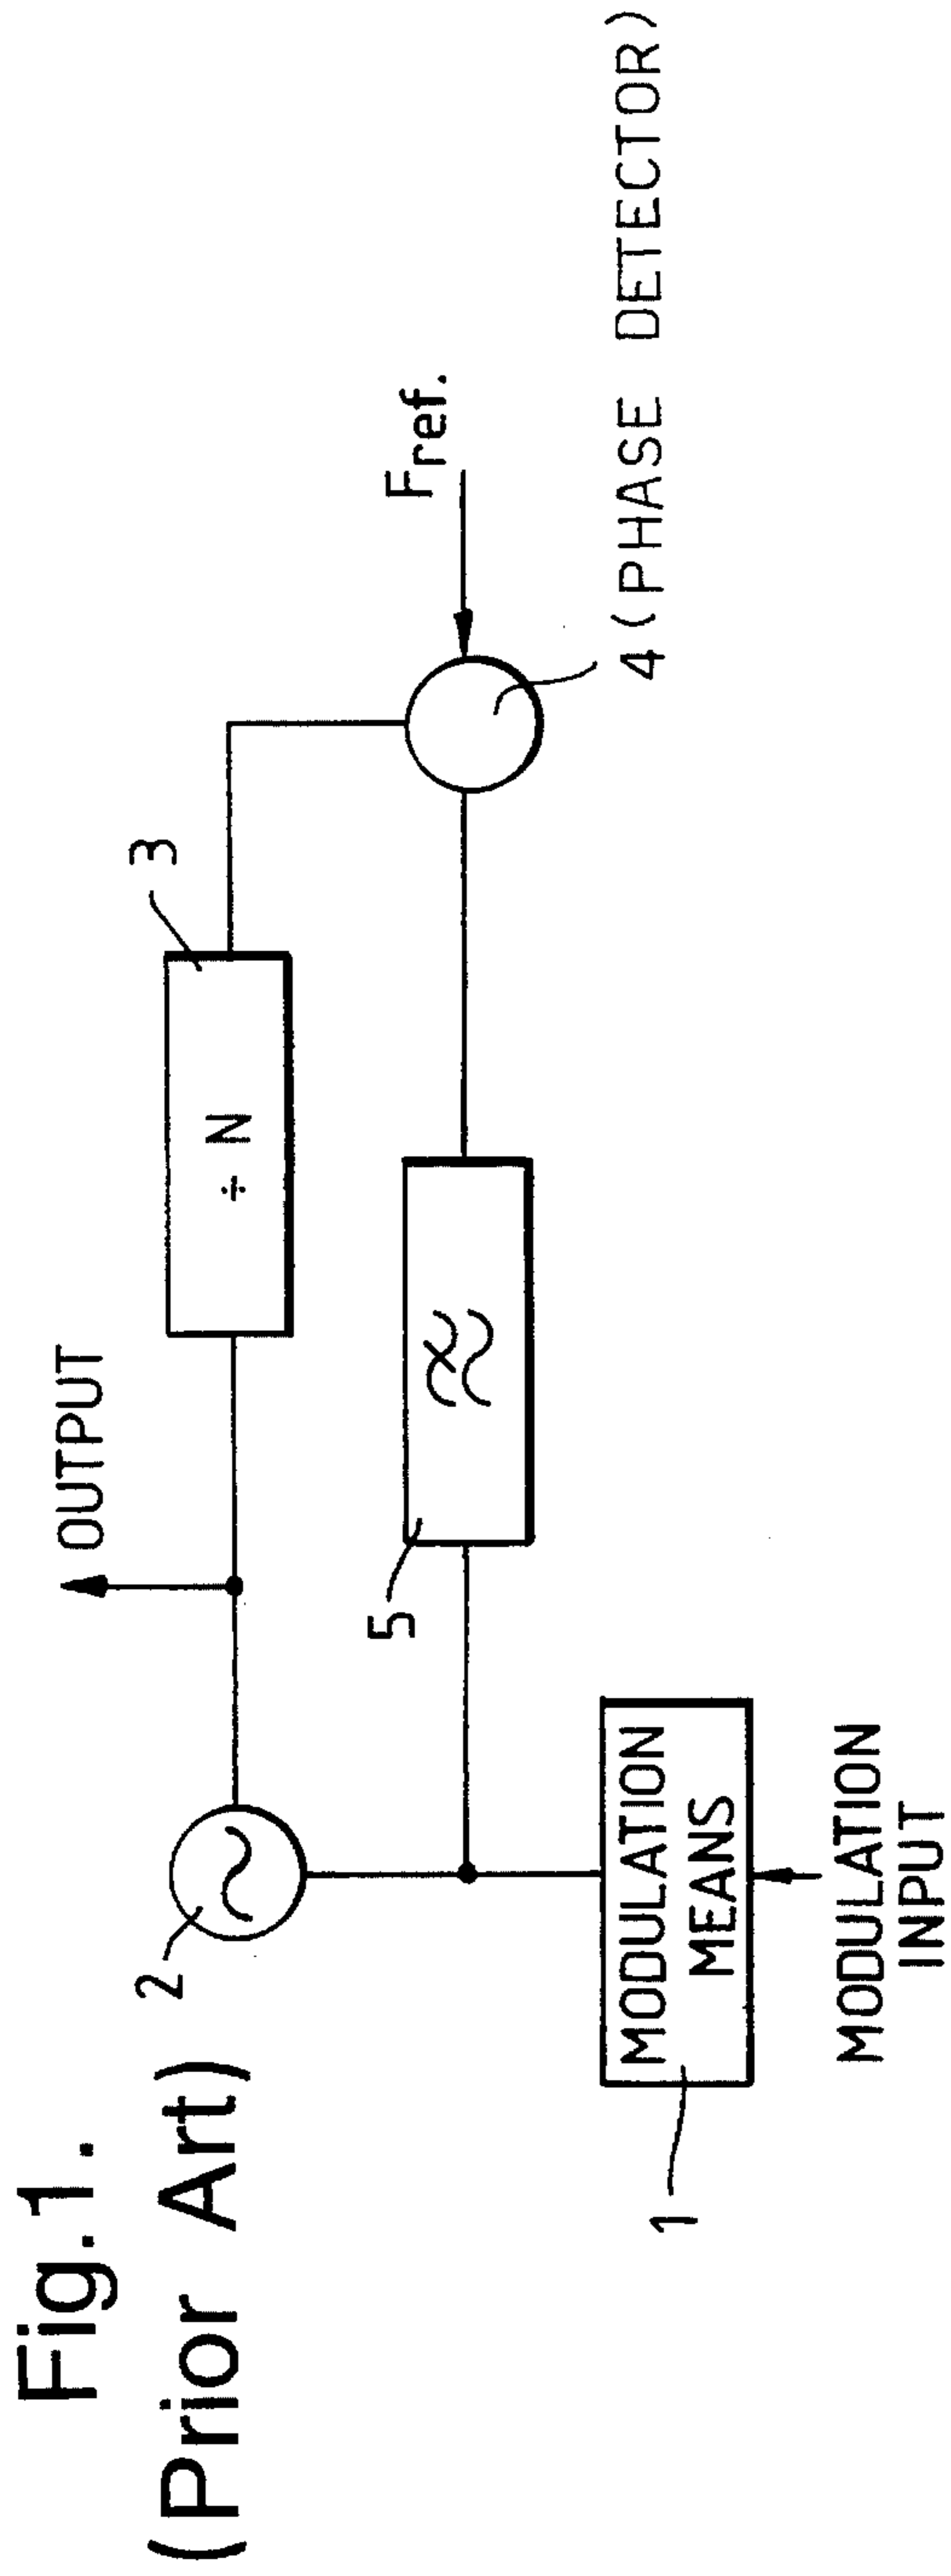 Fig.1.
(Prior Art)
OUTPUT
2
3
÷ N
Fref.
5
4 (PHASE DETECTOR)
MODULATION
MEANS
1
MODULATION
INPUT